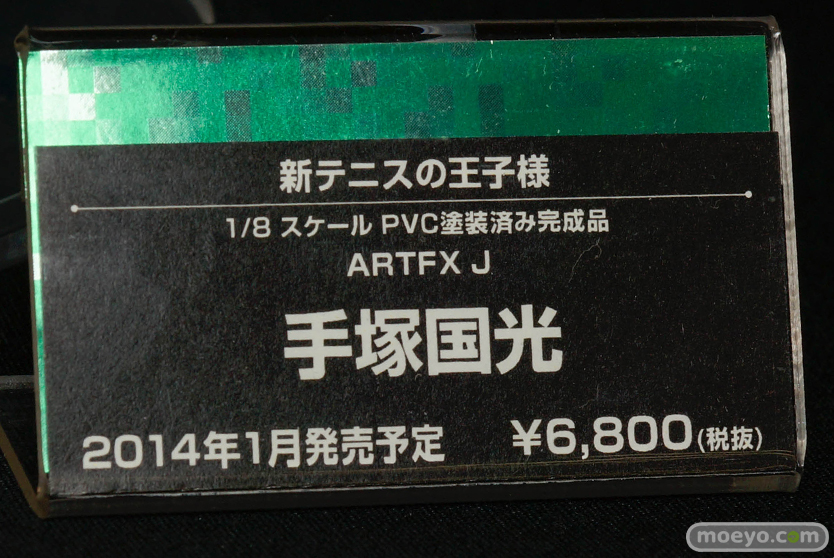 新テニスの王子様
1/8 スケール PVC塗装済み完成品
ARTFX J
手塚国光
2014年1月発売予定 ¥6,800(税抜)
moeyo.com